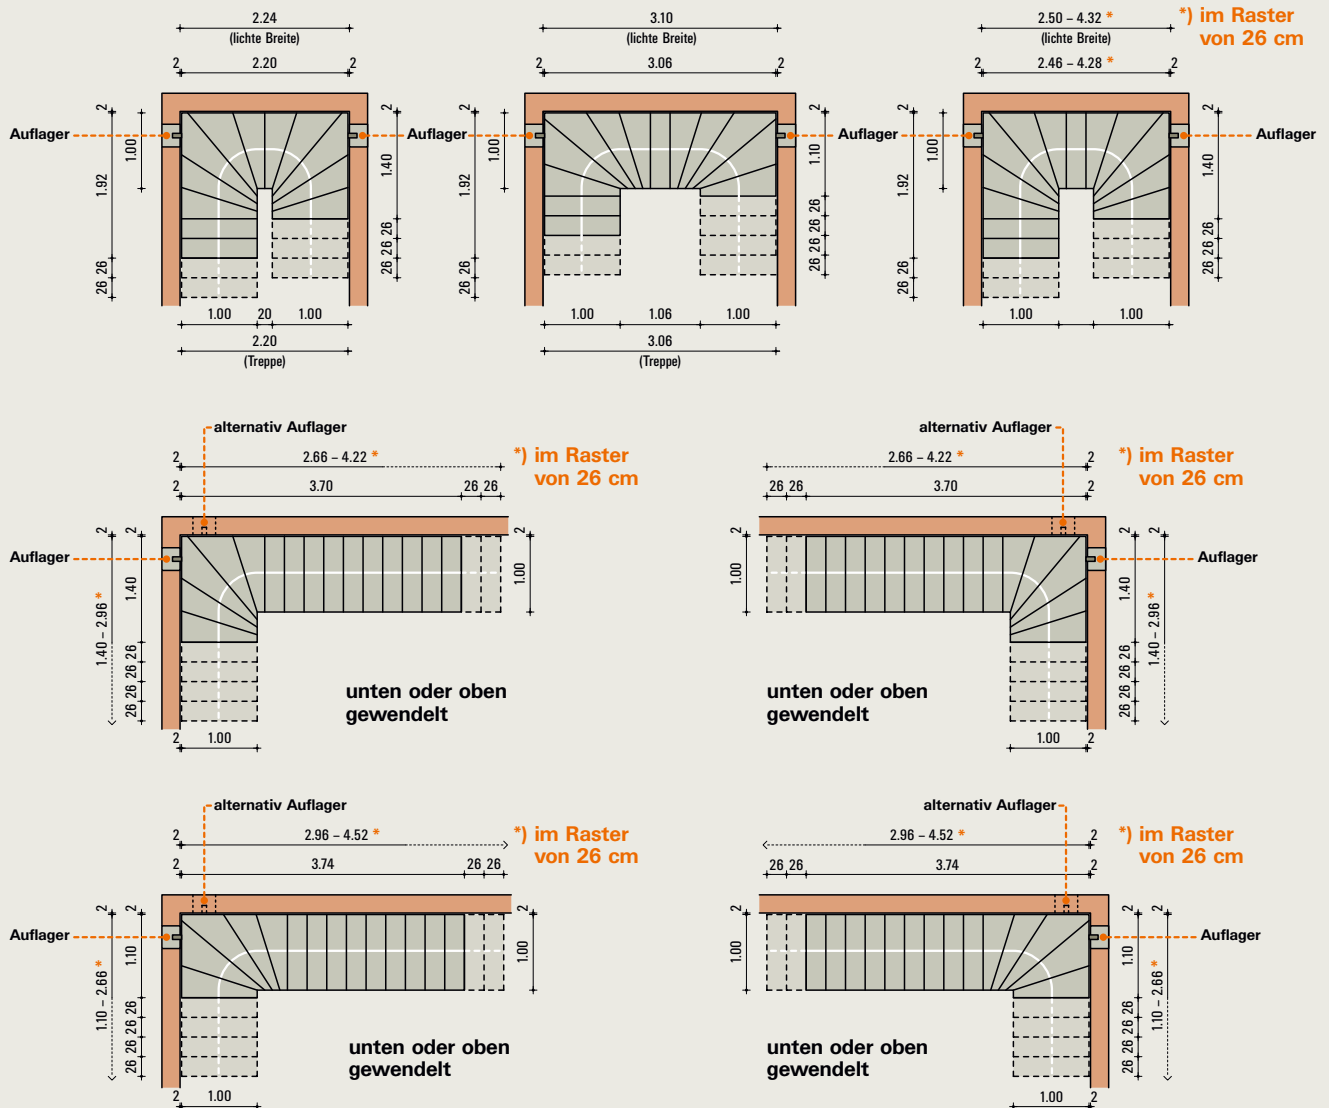 2.24
(lichte Breite)
2 2.20 2
2
1.00
1.92
26 26
2
1.40
26 26 26
Auflager
1.00 20 1.00
2.20
(Treppe)
3.10
(lichte Breite)
2 3.06 2
Auflager
2
1.00
1.92
26 26
2
1.10
26 26 26 26
1.00 1.06 1.00
3.06
(Treppe)
2.50 – 4.32 *
(lichte Breite)
2 2.46 – 4.28 * 2
*) im Raster
von 26 cm
Auflager
2
1.00
1.92
26 26
2
1.40
26 26 26
Auflager
1.00 1.00
alternativ Auflager
2 2.66 – 4.22 *
*) im Raster
von 26 cm
2 3.70 26 26
Auflager
2 2
1.40 – 2.96 *
1.40
26 26 26 26
2
1.00
unten oder oben
gewendelt
2 1.00
alternativ Auflager
2.66 – 4.22 * 2
*) im Raster
von 26 cm
26 26 3.70 2
2
1.00
Auflager
2 2
1.40
1.40 – 2.96 *
26 26 26 26
unten oder oben
gewendelt
1.00 2
alternativ Auflager
2 2.96 – 4.52 *
*) im Raster
von 26 cm
2 3.74 26 26
Auflager
2 2
1.10 – 2.66 *
1.10
26 26 26 26
2
1.00
unten oder oben
gewendelt
2 1.00
alternativ Auflager
2.96 – 4.52 * 2
*) im Raster
von 26 cm
26 26 3.74 2
2
1.00
Auflager
2 2
1.10
1.10 – 2.66 *
26 26 26 26
unten oder oben
gewendelt
1.00 2